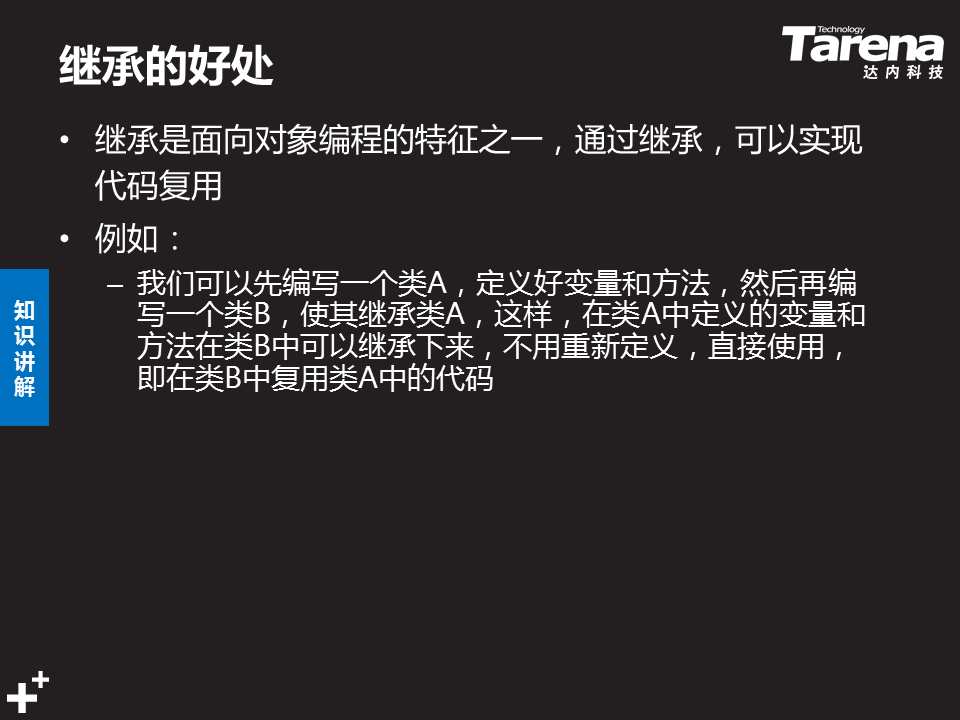 继承的好处
Technology
Tarena
达内科技
• 继承是面向对象编程的特征之一，通过继承，可以实现
代码复用
• 例如：
– 我们可以先编写一个类A，定义好变量和方法，然后再编
写一个类B，使其继承类A，这样，在类A中定义的变量和
方法在类B中可以继承下来，不用重新定义，直接使用，
即在类B中复用类A中的代码
知识讲解